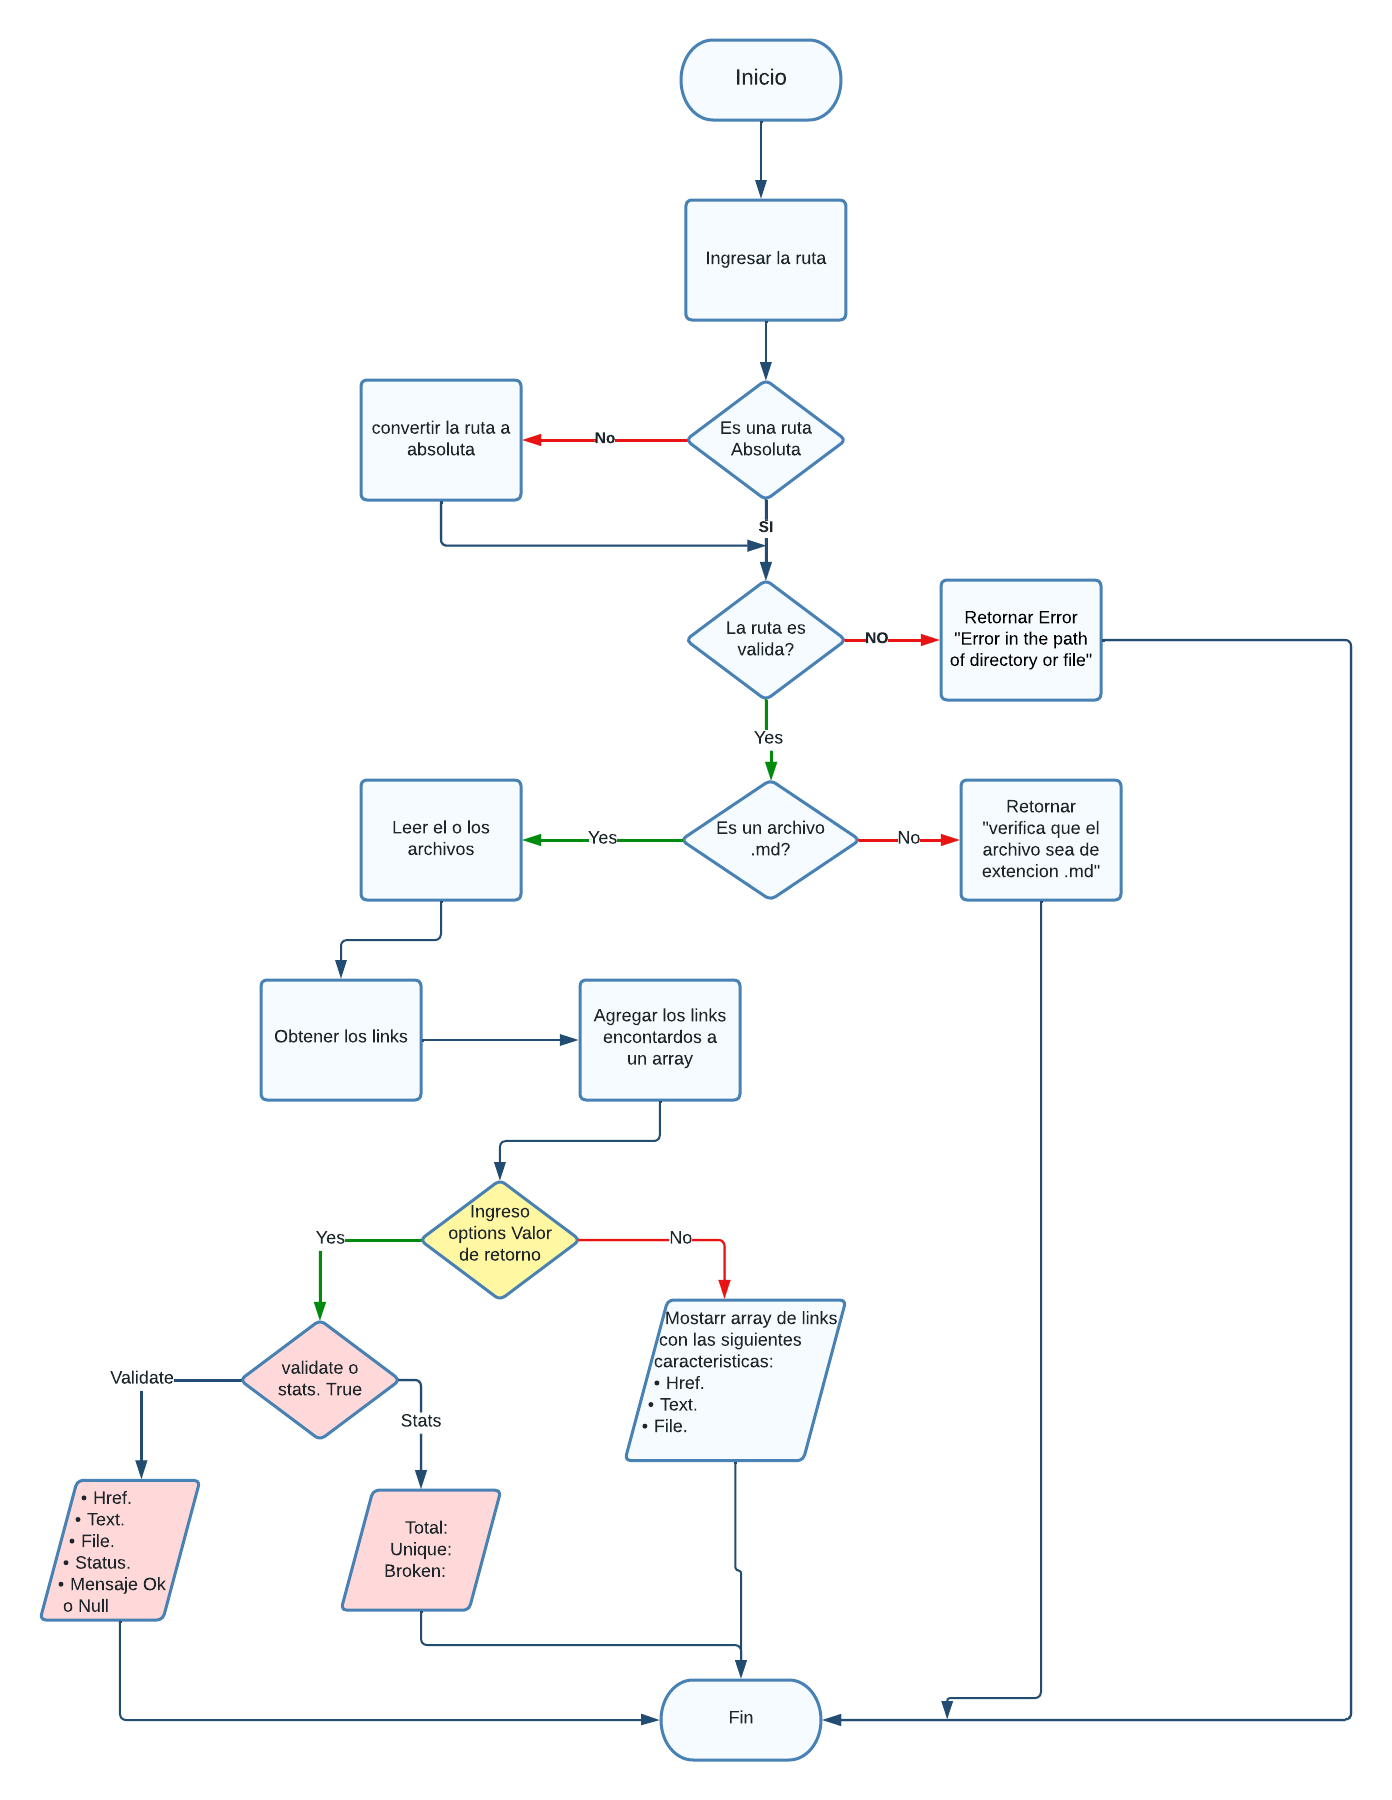 Inicio
Ingresar la ruta
Es una ruta
Absoluta
No
convertir la ruta a
absoluta
SI
La ruta es
valida?
NO
Retornar Error
"Error in the path
of directory or file"
Yes
Es un archivo
.md?
Yes
Leer el o los
archivos
No
Retornar
"verifica que el
archivo sea de
extencion .md"
Obtener los links
Agregar los links
encontardos a
un array
Ingreso
options Valor
de retorno
Yes
No
Mostarr array de links
con las siguientes
caracteristicas:
• Href.
• Text.
• File.
validate o
stats. True
Validate
Stats
• Href.
• Text.
• File.
• Status.
• Mensaje Ok
o Null
Total:
Unique:
Broken:
Fin